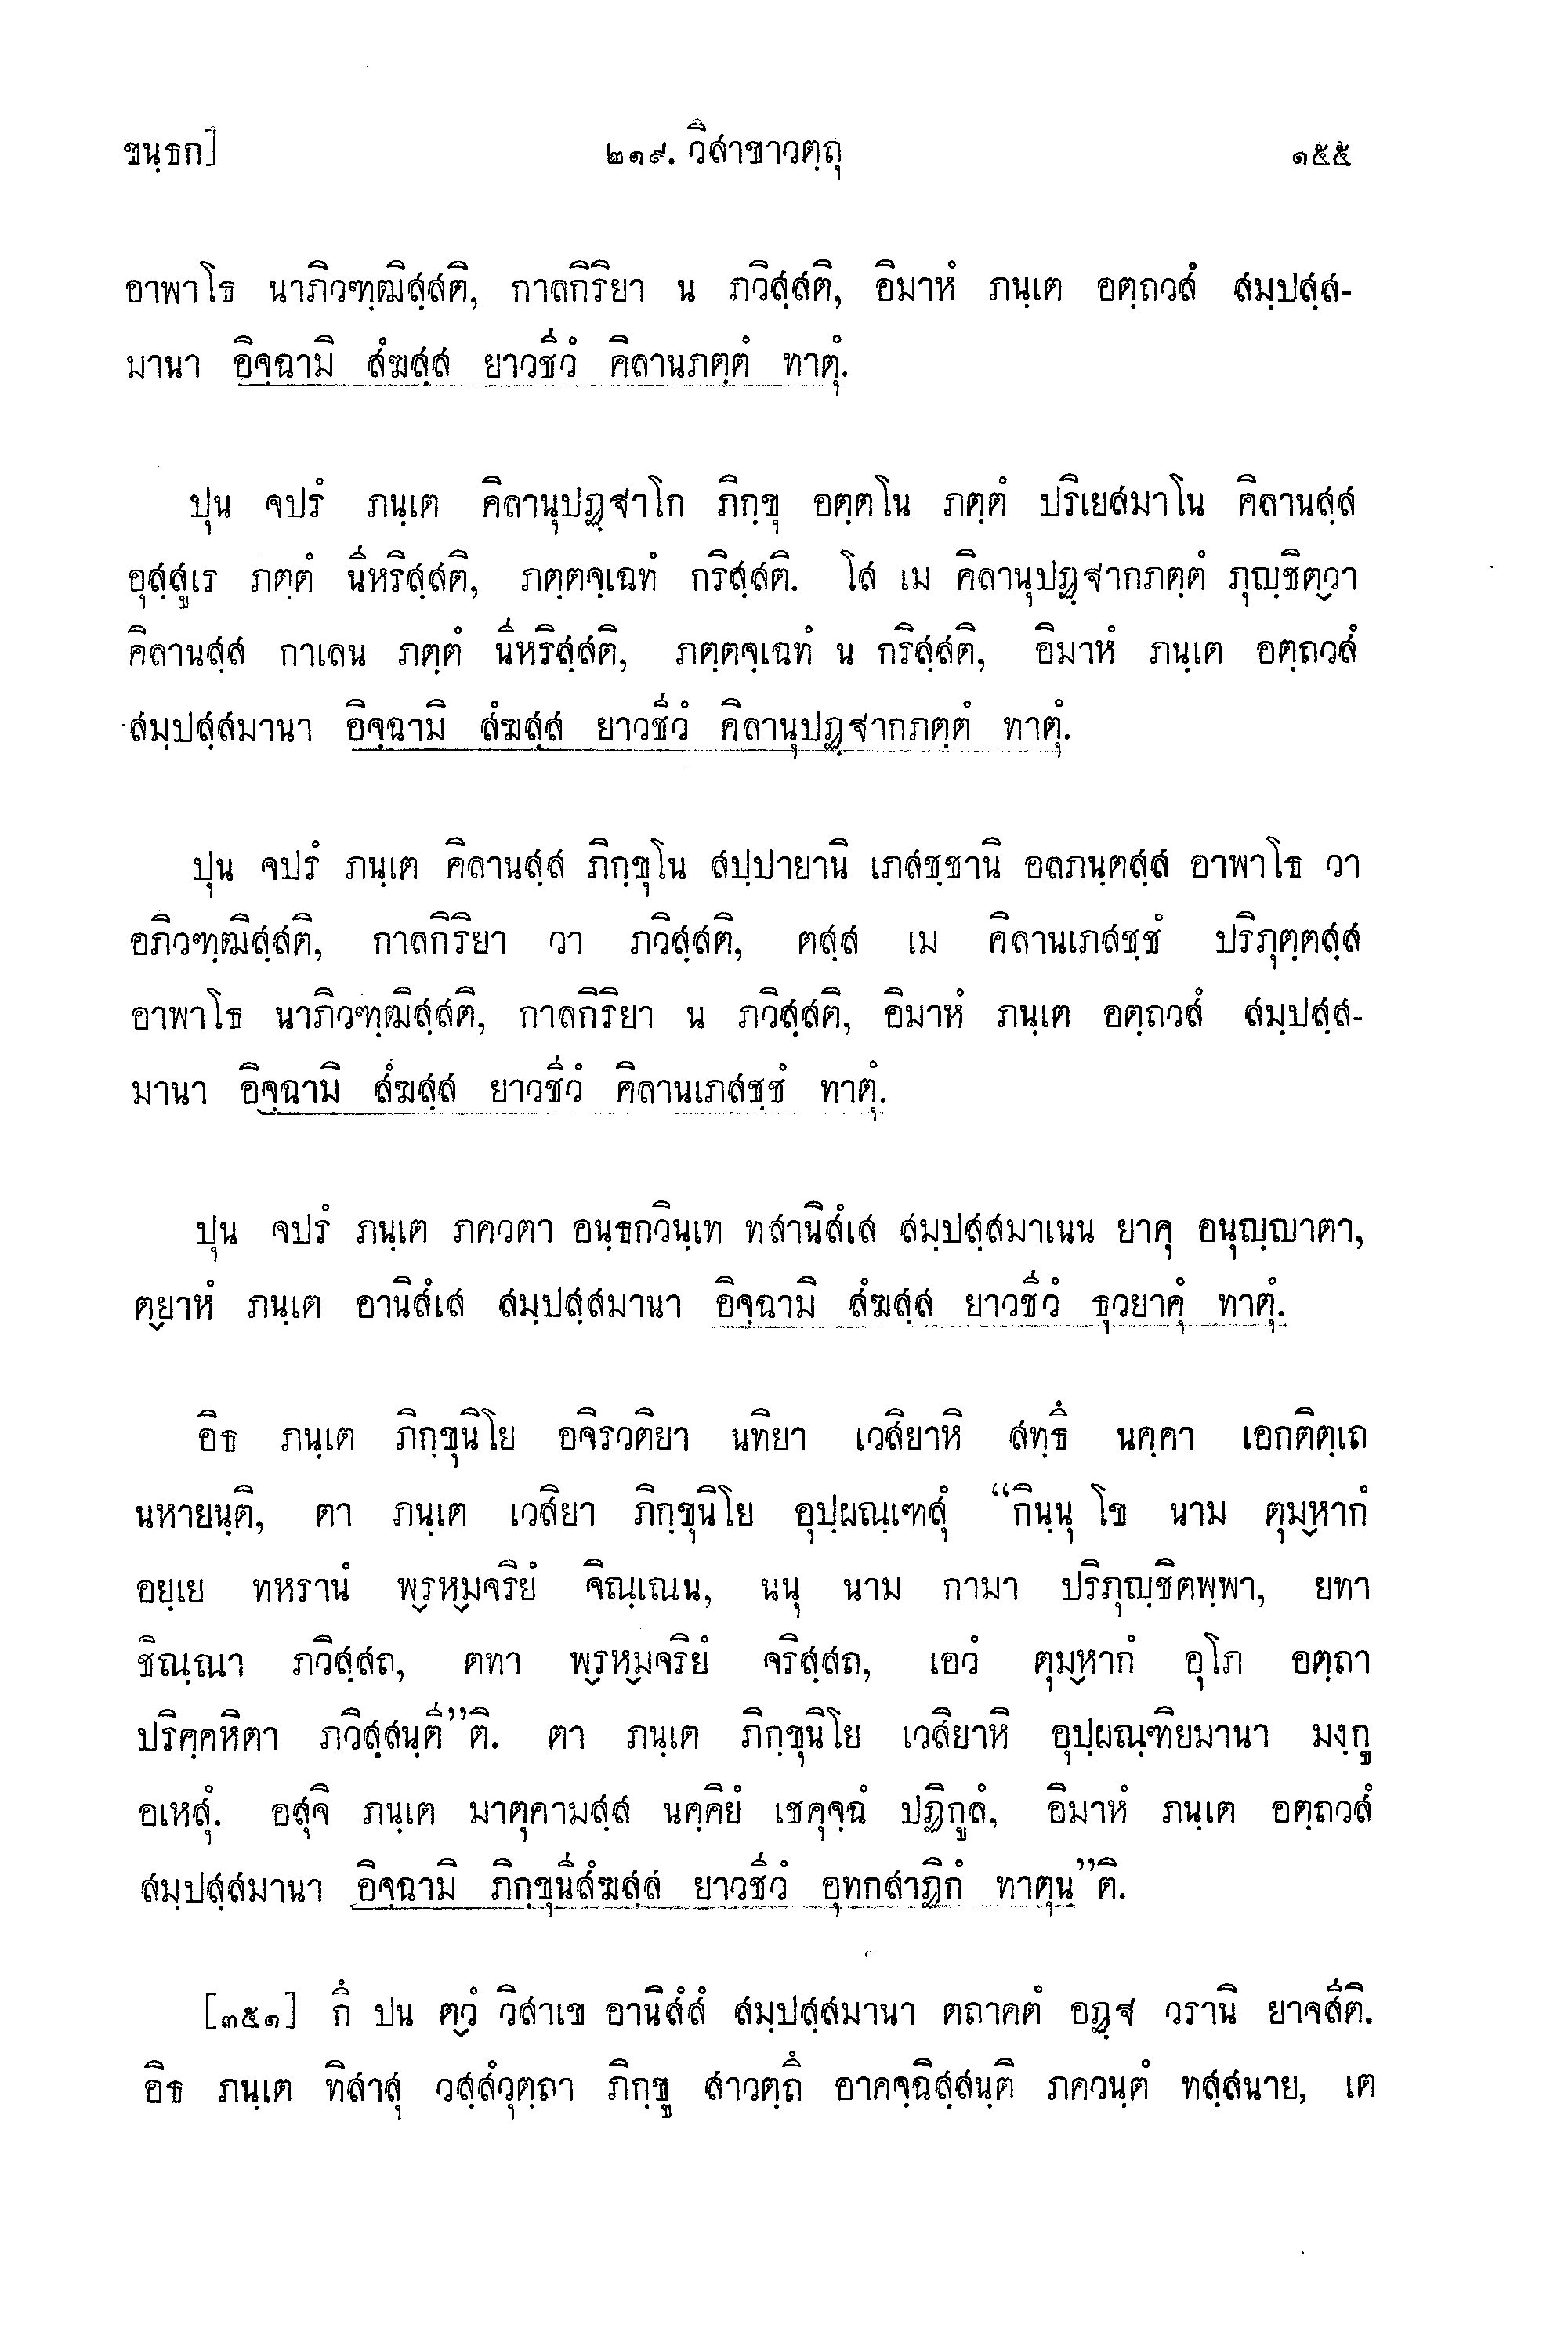 ขนฺธก]
๒๑๙. วิสาขาวตฺถุ
๑๕๕
อาพาโธ นาภิวฑฺฒิสฺสติ, กาลกิริยา น ภวิสฺสติ, อิมาหํ ภนฺเต อตฺถวสํ สมฺปสฺส-
มานา อิจฺฉามิ สํฆสฺส ยาวชีวํ คิลานภตฺตํ ทาตุํ.
ปุน จปรํ ภนฺเต คิลานุปฏฺฐาโก ภิกฺขุ อตฺตโน ภตฺตํ ปริเยสมาโน คิลานสฺส
อุสฺสูเร ภตฺตํ นีหริสฺสติ, ภตฺตจฺเฉทํ กริสฺสติ. โส เม คิลานุปฏฺฐากภตฺตํ ภุญฺชิตฺวา
คิลานสฺส กาเลน ภตฺตํ นีหริสฺสติ, ภตฺตจฺเฉทํ น กริสฺสติ, อิมาหํ ภนฺเต อตฺถวสํ
สมฺปสฺสมานา อิจฺฉามิ สํฆสฺส ยาวชีวํ คิลานุปฏฺฐากภตฺตํ ทาตุํ.
ปุน จปรํ ภนฺเต คิลานสฺส ภิกฺขุโน สปฺปายานิ เภสชฺชานิ อลภนฺตสฺส อาพาโธ วา
อภิวฑฺฒิสฺสติ, กาลกิริยา วา ภวิสฺสติ, ตสฺส เม คิลานเภสชฺชํ ปริภุตฺตสฺส
อาพาโธ นาภิวฑฺฒิสฺสติ, กาลกิริยา น ภวิสฺสติ, อิมาหํ ภนฺเต อตฺถวสํ สมฺปสฺส-
มานา อิจฺฉามิ สํฆสฺส ยาวชีวํ คิลานเภสชฺชํ ทาตุํ.
ปุน จปรํ ภนฺเต ภควตา อนฺธกวินฺเท ทสานิสํเส สมฺปสฺสมาเนน ยาคุ อนุญฺญาตา,
ตฺยาหํ ภนฺเต อานิสํเส สมฺปสฺสมานา อิจฺฉามิ สํฆสฺส ยาวชีวํ ธุวยาคุํ ทาตุํ.
อิธ ภนฺเต ภิกฺขุนิโย อจิรวติยา นทิยา เวสิยาหิ สทฺธึ นคฺคา เอกติตฺเถ
นหายนฺติ, ตา ภนฺเต เวสิยา ภิกฺขุนิโย อุปฺผณฺเฑสุํ “กินฺนุ โข นาม ตุมฺหากํ
อยฺเย ทหรานํ พฺรหฺมจริยํ จิณฺเณน, นนุ นาม กามา ปริภุญฺชิตพฺพา, ยทา
ชิณฺณา ภวิสฺสถ, ตทา พฺรหฺมจริยํ จริสฺสถ, เอวํ ตุมฺหากํ อุโภ อตฺถา
ปริคฺคหิตา ภวิสฺสนฺตี”ติ. ตา ภนฺเต ภิกฺขุนิโย เวสิยาหิ อุปฺผณฺฑิยมานา มงฺกู
อเหสุํ. อสุจิ ภนฺเต มาตุคามสฺส นคฺคิยํ เชคุจฺฉํ ปฏิกูลํ, อิมาหํ ภนฺเต อตฺถวสํ
สมฺปสฺสมานา อิจฺฉามิ ภิกฺขุนีสํฆสฺส ยาวชีวํ อุทกสาฏิกํ ทาตุน”ติ.
[๓๕๑] กึ ปน ตฺวํ วิสาเข อานิสํสํ สมฺปสฺสมานา ตถาคตํ อฏฺฐ วรานิ ยาจสีติ.
อิธ ภนฺเต ทิสาสุ วสฺสํวุตฺถา ภิกฺขู สาวตฺถึ อาคจฺฉิสฺสนฺติ ภควนฺตํ ทสฺสนาย, เต